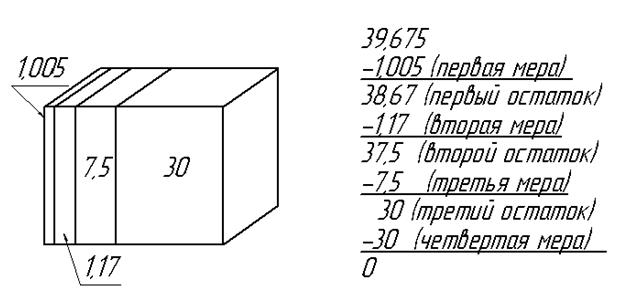 1,005
7,5
30
1,17
39,675
–1,005 (первая мера)
38,67 (первый остаток)
–1,17 (вторая мера)
37,5 (второй остаток)
–7,5 (третья мера)
30 (третий остаток)
–30 (четвертая мера)
0